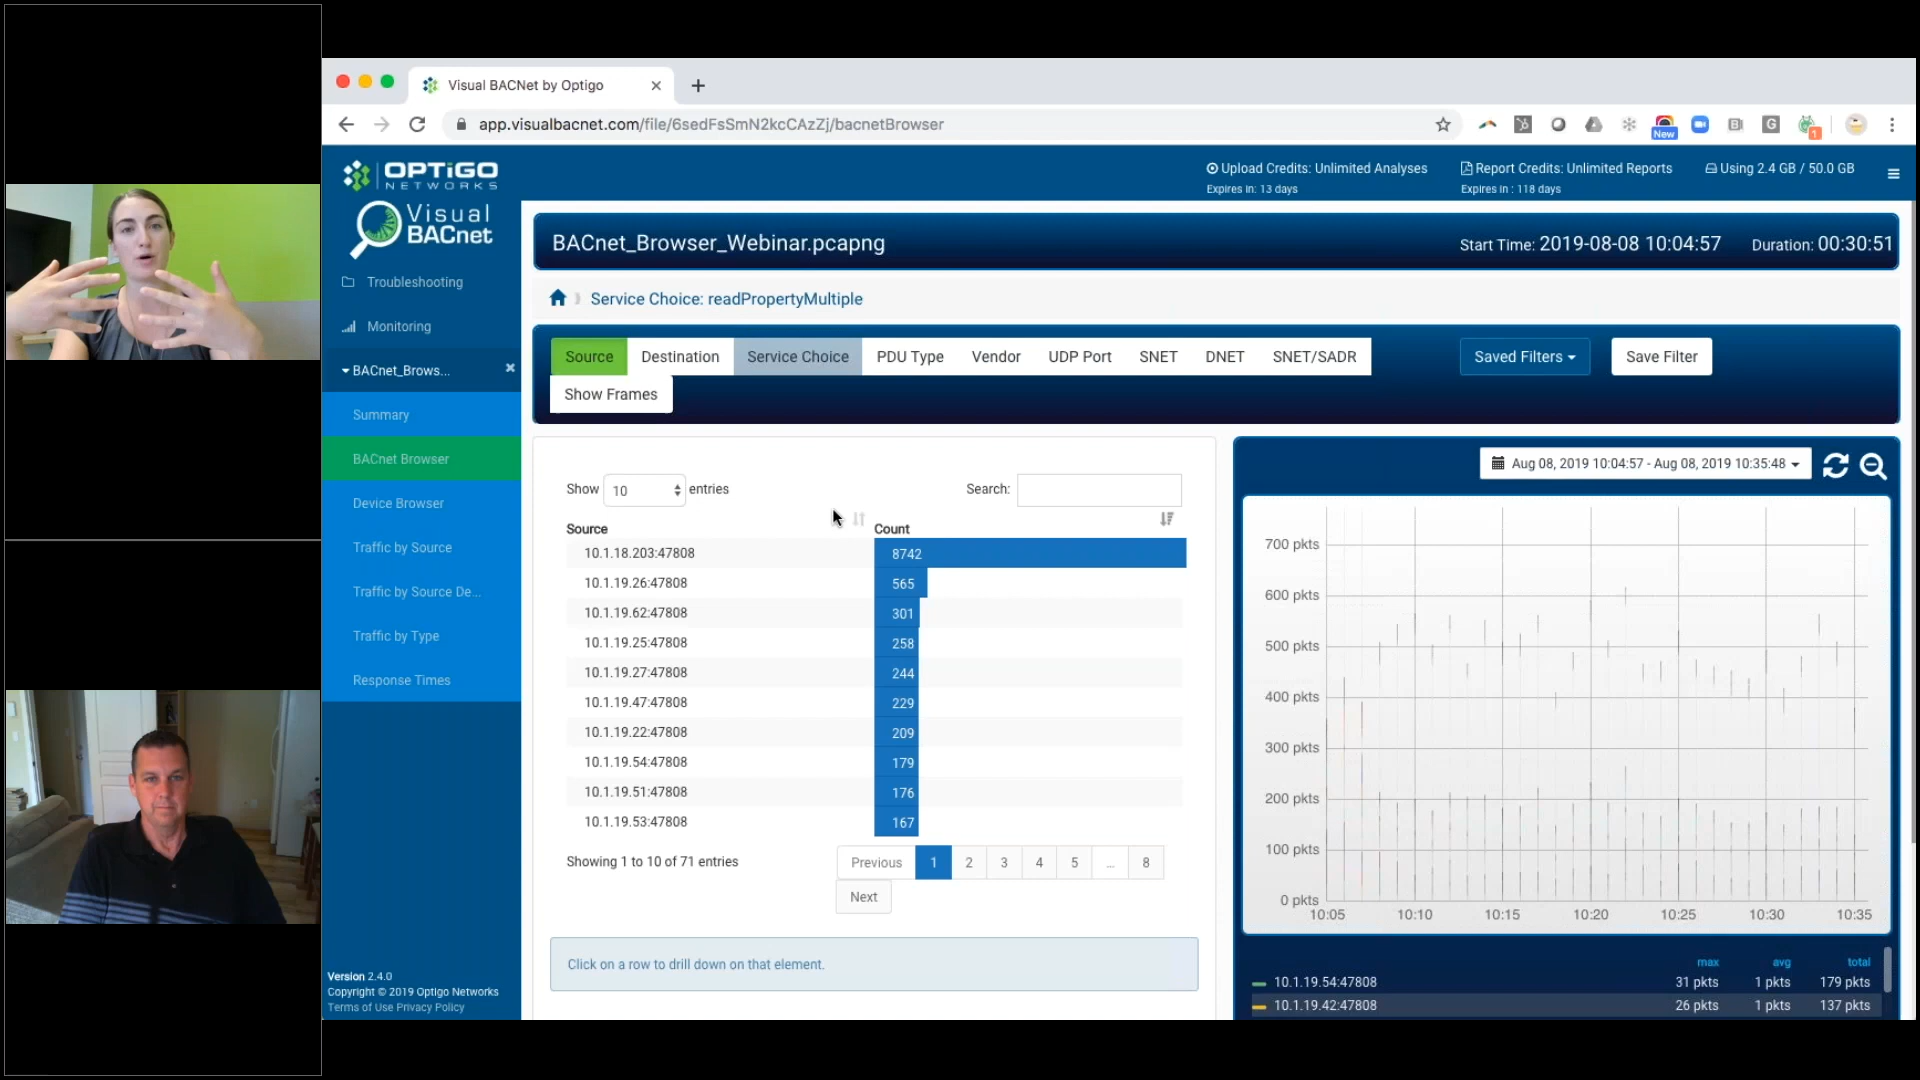 Visual BACNet by Optigo
app.visualbacnet.com/file/6sedFsSmN2kcCAzZj/bacnetBrowser
New
1
OPTiGO
NETWORKS
Visual
BACnet
Upload Credits: Unlimited Analyses
Expires in: 13 days
Report Credits: Unlimited Reports
Expires in : 118 days
Using 2.4 GB / 50.0 GB
Troubleshooting
Monitoring
BACnet_Brows...
Summary
BACnet Browser
Device Browser
Traffic by Source
Traffic by Source De...
Traffic by Type
Response Times
Version 2.4.0
Copyright © 2019 Optigo Networks
Terms of Use Privacy Policy
BACnet_Browser_Webinar.pcapng
Start Time: 2019-08-08 10:04:57 Duration: 00:30:51
Service Choice: readPropertyMultiple
Source Destination Service Choice PDU Type Vendor UDP Port SNET DNET SNET/SADR
Show Frames
Saved Filters
Save Filter
Show 10 entries
Search:
Source Count
10.1.18.203:47808 8742
10.1.19.26:47808 565
10.1.19.62:47808 301
10.1.19.25:47808 258
10.1.19.27:47808 244
10.1.19.47:47808 229
10.1.19.22:47808 209
10.1.19.54:47808 179
10.1.19.51:47808 176
10.1.19.53:47808 167
Showing 1 to 10 of 71 entries
Previous 1 2 3 4 5 ... 8
Next
Click on a row to drill down on that element.
Aug 08, 2019 10:04:57 - Aug 08, 2019 10:35:48
700 pkts
600 pkts
500 pkts
400 pkts
300 pkts
200 pkts
100 pkts
0 pkts
10:05 10:10 10:15 10:20 10:25 10:30 10:35
max avg total
10.1.19.54:47808 31 pkts 1 pkts 179 pkts
10.1.19.42:47808 26 pkts 1 pkts 137 pkts